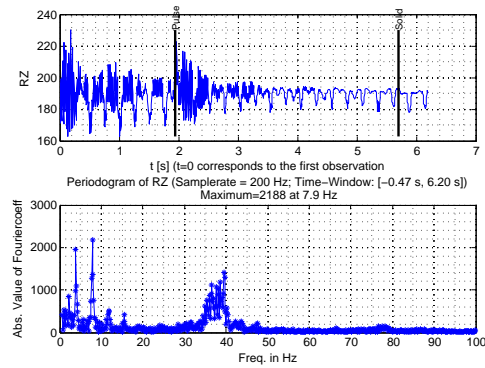 240
220
200
180
160
RZ
Pulse
Solid
0 1 2 3 4 5 6 7
t [s] (t=0 corresponds to the first observation
Periodogram of RZ (Samplerate = 200 Hz; Time-Window: [-0.47 s, 6.20 s])
Maximum=2188 at 7.9 Hz
3000
2000
1000
0
Abs. Value of Fouriercoeff
0 10 20 30 40 50 60 70 80 90 100
Freq. in Hz